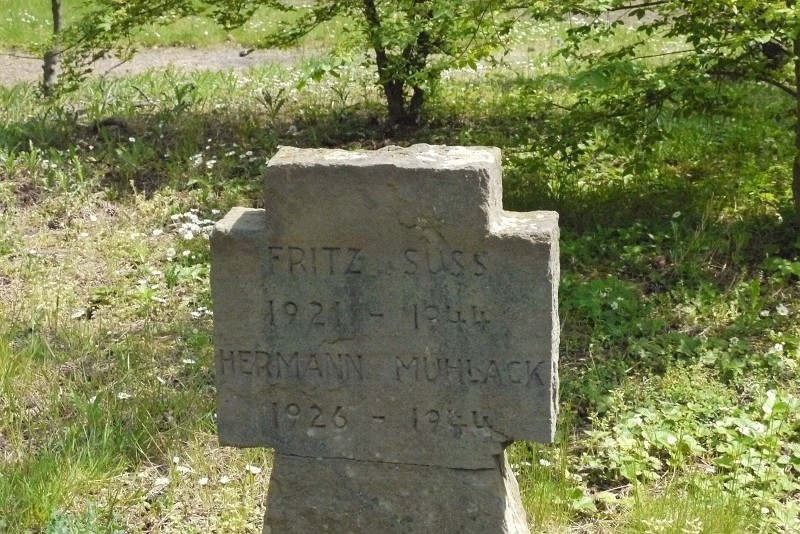 FRITZ SUSS
1921 - 1944
HERMANN MUHLACK
1926 - 1944